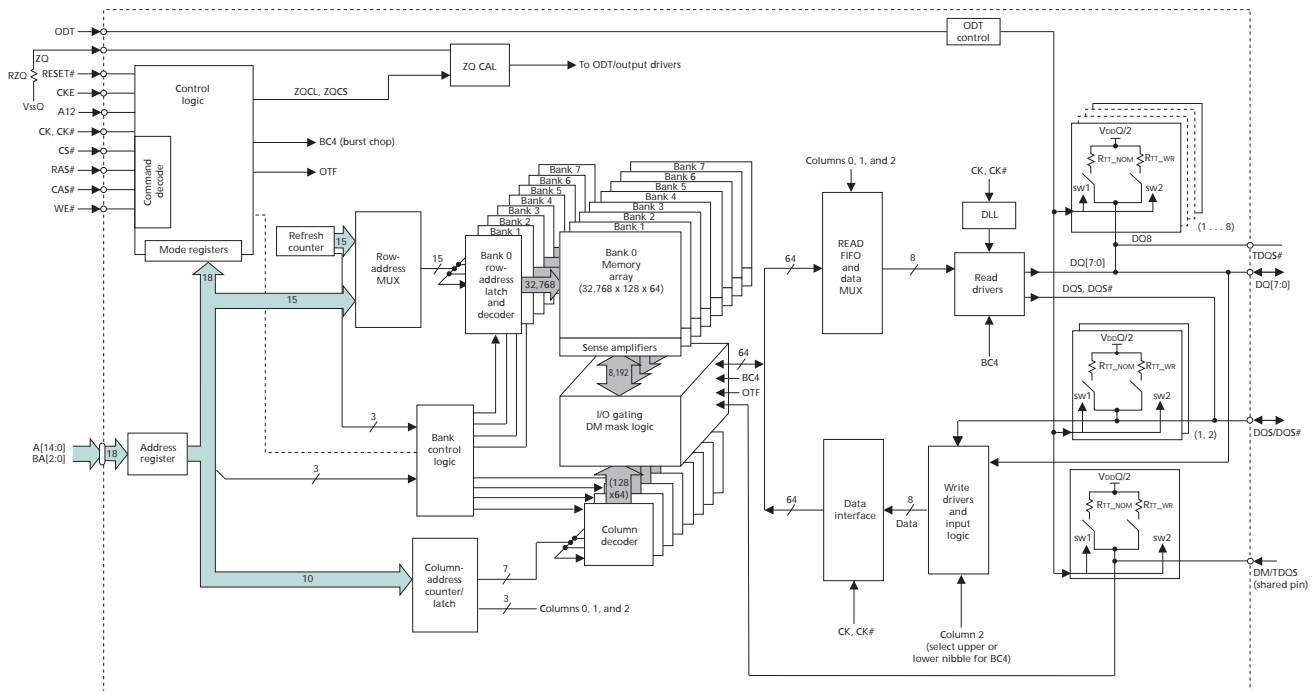 ODT
ODT
control
ZQ
RZQ
VssQ
RESET#
CKE
A12
CK, CK#
CS#
RAS#
CAS#
WE#
Control
logic
Command
decode
Mode registers
ZQCL, ZQCS
ZQ CAL
To ODT/output drivers
BC4 (burst chop)
OTF
Refresh
counter
15
Row-
address
MUX
15
18
15
Bank 7
Bank 6
Bank 5
Bank 4
Bank 3
Bank 2
Bank 1
Bank 0
row-
address
latch
and
decoder
32,768
Bank 7
Bank 6
Bank 5
Bank 4
Bank 3
Bank 2
Bank 1
Bank 0
Memory
array
(32,768 x 128 x 64)
Sense amplifiers
8,192
I/O gating
DM mask logic
64
BC4
OTF
(128
x64)
Column
decoder
3
Bank
control
logic
3
A[14:0]
BA[2:0]
18
Address
register
10
Column-
address
counter/
latch
7
3
Columns 0, 1, and 2
Columns 0, 1, and 2
64
READ
FIFO
and
data
MUX
8
CK, CK#
DLL
Read
drivers
BC4
DQ8
DQ[7:0]
DQS, DQS#
64
Data
interface
8
Data
Write
drivers
and
input
logic
CK, CK#
Column 2
(select upper or
lower nibble for BC4)
VDDQ/2
RTT_NOM
RTT_WR
sw1
sw2
(1 . . . 8)
TDQS#
DQ[7:0]
VDDQ/2
RTT_NOM
RTT_WR
sw1
sw2
(1, 2)
DQS/DQS#
VDDQ/2
RTT_NOM
RTT_WR
sw1
sw2
DM/TDQS
(shared pin)